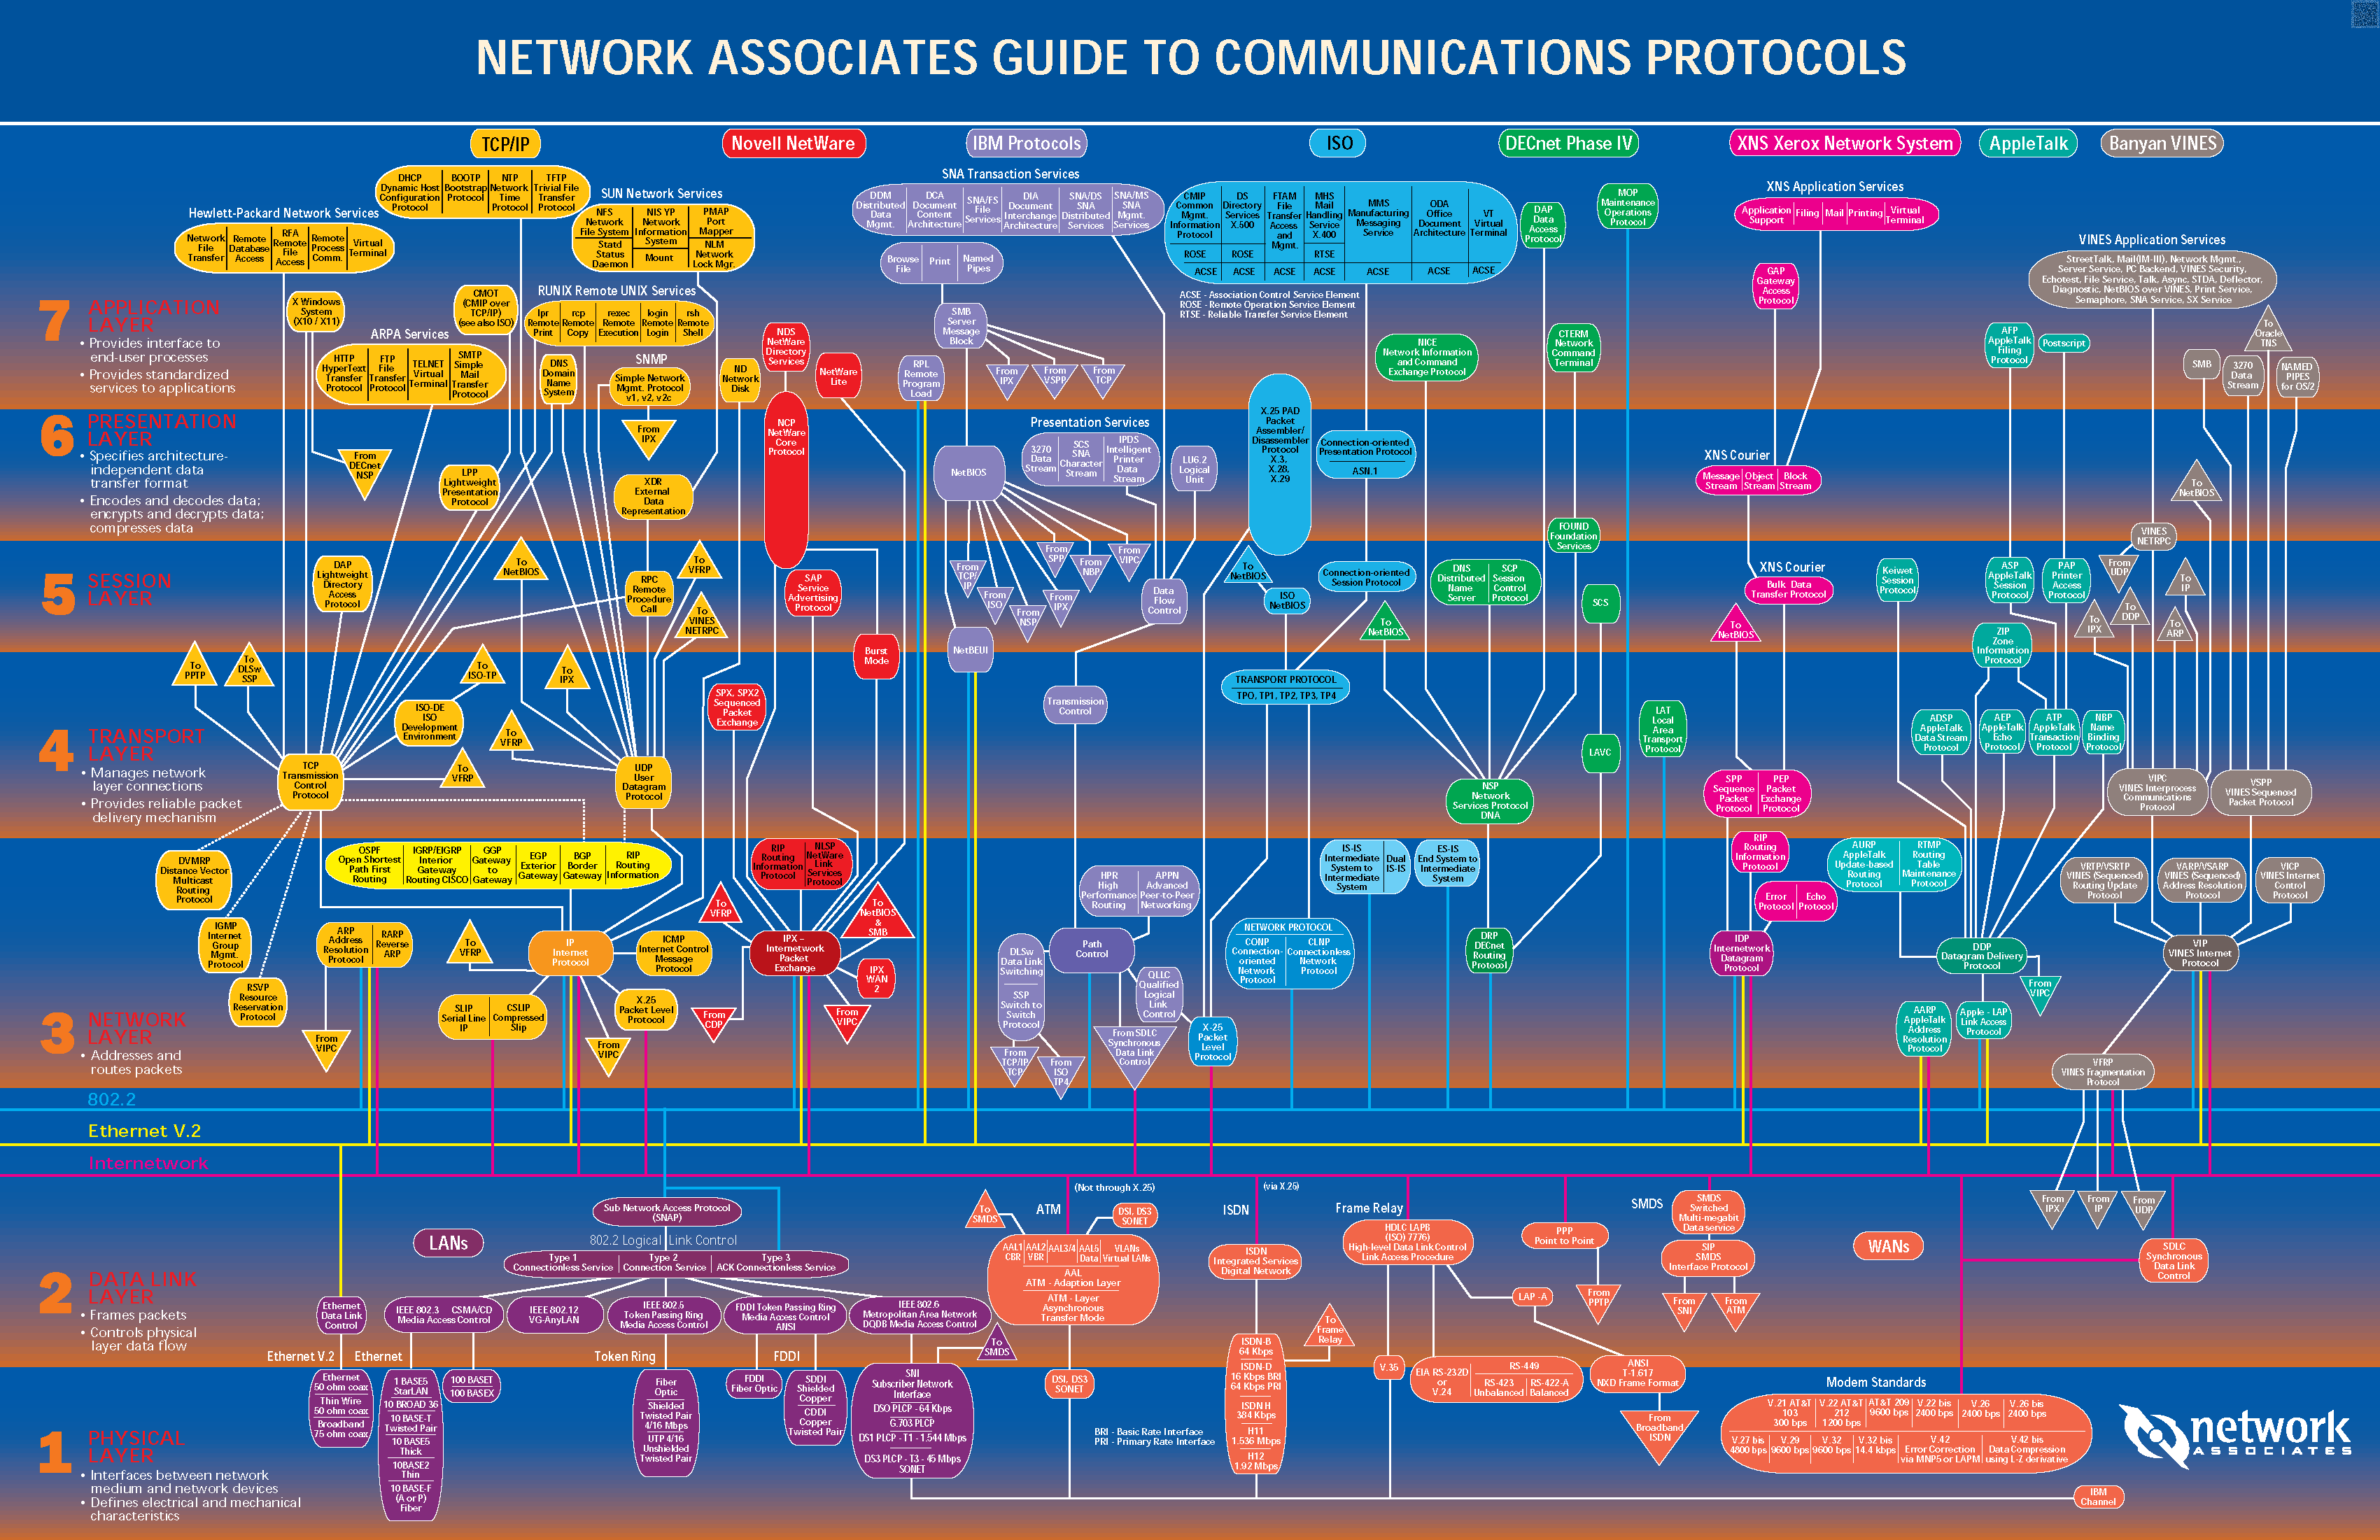 NETWORK ASSOCIATES GUIDE TO COMMUNICATIONS PROTOCOLS
TCP/IP
Novell NetWare
IBM Protocols
ISO
DECnet Phase IV
XNS Xerox Network System
AppleTalk
Banyan VINES
7
APPLICATION
LAYER
• Provides interface to
end-user processes
• Provides standardized
services to applications
6
PRESENTATION
LAYER
• Specifies architecture-
independent data
transfer format
• Encodes and decodes data;
encrypts and decrypts data;
compresses data
5
SESSION
LAYER
4
TRANSPORT
LAYER
• Manages network
layer connections
• Provides reliable packet
delivery mechanism
3
NETWORK
LAYER
• Addresses and
routes packets
802.2
Ethernet V.2
Internetwork
2
DATA LINK
LAYER
• Frames packets
• Controls physical
layer data flow
1
PHYSICAL
LAYER
• Interfaces between network
medium and network devices
• Defines electrical and mechanical
characteristics
DHCP
Dynamic Host
Configuration
Protocol
BOOTP
Bootstrap
Protocol
NTP
Network
Time
Protocol
TFTP
Trivial File
Transfer
Protocol
Hewlett-Packard Network Services
Network
File
Transfer
Remote
Database
Access
RFA
Remote
File
Access
Remote
Process
Comm.
Virtual
Terminal
SUN Network Services
NFS
Network
File System
NIS YP
Network
Information
System
PMAP
Port
Mapper
Statd
Status
Daemon
Mount
NLM
Network
Lock Mgr.
X Windows
System
(X10 / X11)
CMOT
(CMIP over
TCP/IP)
(see also ISO)
RUNIX Remote UNIX Services
lpr
Remote
Print
rcp
Remote
Copy
rexec
Remote
Execution
login
Remote
Login
rsh
Remote
Shell
ARPA Services
HTTP
HyperText
Transfer
Protocol
FTP
File
Transfer
Protocol
TELNET
Virtual
Terminal
SMTP
Simple
Mail
Transfer
Protocol
DNS
Domain
Name
System
SNMP
Simple Network
Mgmt. Protocol
v1, v2, v2c
ND
Network
Disk
From
IPX
From
DECnet
NSP
LPP
Lightweight
Presentation
Protocol
XDR
External
Data
Representation
DAP
Lightweight
Directory
Access
Protocol
To
NetBIOS
RPC
Remote
Procedure
Call
To
VFRP
To
VINES
NETRPC
To
PPTP
To
DLSw
SSP
To
ISO-TP
To
IPX
ISO-DE
ISO
Development
Environment
To
VFRP
To
VFRP
TCP
Transmission
Control
Protocol
UDP
User
Datagram
Protocol
DVMRP
Distance Vector
Multicast
Routing
Protocol
OSPF
Open Shortest
Path First
Routing
IGRP/EIGRP
Interior
Gateway
Routing CISCO
GGP
Gateway
to
Gateway
EGP
Exterior
Gateway
BGP
Border
Gateway
RIP
Routing
Information
IGMP
Internet
Group
Mgmt.
Protocol
ARP
Address
Resolution
Protocol
RARP
Reverse
ARP
To
VFRP
IP
Internet
Protocol
ICMP
Internet Control
Message
Protocol
RSVP
Resource
Reservation
Protocol
SLIP
Serial Line
IP
CSLIP
Compressed
Slip
X.25
Packet Level
Protocol
From
VIPC
From
VIPC
NDS
NetWare
Directory
Services
NetWare
Lite
NCP
NetWare
Core
Protocol
SAP
Service
Advertising
Protocol
Burst
Mode
SPX, SPX2
Sequenced
Packet
Exchange
RIP
Routing
Information
Protocol
NLSP
NetWare
Link
Services
Protocol
To
VFRP
To
NetBIOS
&
SMB
IPX –
Internetwork
Packet
Exchange
IPX
WAN
2
From
CDP
From
VIPC
SNA Transaction Services
DDM
Distributed
Data
Mgmt.
DCA
Document
Content
Architecture
SNA/FS
File
Services
DIA
Document
Interchange
Architecture
SNA/DS
SNA
Distributed
Services
SNA/MS
SNA
Mgmt.
Services
Browse
File
Print
Named
Pipes
SMB
Server
Message
Block
RPL
Remote
Program
Load
From
IPX
From
VSPP
From
TCP
Presentation Services
NetBIOS
3270
Data
Stream
SCS
SNA
Character
Stream
IPDS
Intelligent
Printer
Data
Stream
LU6.2
Logical
Unit
From
TCP/
IP
From
ISO
From
NSP
From
SPP
From
IPX
From
NBP
From
VIPC
Data
Flow
Control
NetBEUI
Transmission
Control
HPR
High
Performance
Routing
APPN
Advanced
Peer-to-Peer
Networking
DLSw
Data Link
Switching
SSP
Switch to
Switch
Protocol
Path
Control
QLLC
Qualified
Logical
Link
Control
From
TCP/IP
TCP
From
ISO
TP4
From SDLC
Synchronous
Data Link
Control
X-25
Packet
Level
Protocol
CMIP
Common
Mgmt.
Information
Protocol
DS
Directory
Services
X.500
FTAM
File
Transfer
Access
and
Mgmt.
MHS
Mail
Handling
Service
X.400
MMS
Manufacturing
Messaging
Service
ODA
Office
Document
Architecture
VT
Virtual
Terminal
ROSE
ROSE
RTSE
ACSE
ACSE
ACSE
ACSE
ACSE
ACSE
ACSE
ACSE - Association Control Service Element
ROSE - Remote Operation Service Element
RTSE - Reliable Transfer Service Element
X.25 PAD
Packet
Assembler/
Disassembler
Protocol
X.3,
X.28,
X.29
Connection-oriented
Presentation Protocol
ASN.1
To
NetBIOS
ISO
NetBIOS
Connection-oriented
Session Protocol
TRANSPORT PROTOCOL
TPO, TP1, TP2, TP3, TP4
IS-IS
Intermediate
System to
Intermediate
System
Dual
IS-IS
ES-IS
End System to
Intermediate
System
NETWORK PROTOCOL
CONP
Connection-
oriented
Network
Protocol
CLNP
Connectionless
Network
Protocol
DAP
Data
Access
Protocol
MOP
Maintenance
Operations
Protocol
NICE
Network Information
and Command
Exchange Protocol
CTERM
Network
Command
Terminal
FOUND
Foundation
Services
DNS
Distributed
Name
Server
SCP
Session
Control
Protocol
SCS
To
NetBIOS
LAT
Local
Area
Transport
Protocol
LAVC
NSP
Network
Services Protocol
DNA
DRP
DECnet
Routing
Protocol
XNS Application Services
Application
Support
Filing
Mail
Printing
Virtual
Terminal
GAP
Gateway
Access
Protocol
XNS Courier
Message
Stream
Object
Stream
Block
Stream
XNS Courier
Bulk Data
Transfer Protocol
To
NetBIOS
SPP
Sequence
Packet
Protocol
PEP
Packet
Exchange
Protocol
RIP
Routing
Information
Protocol
Error
Protocol
Echo
Protocol
IDP
Internetwork
Datagram
Protocol
AFP
AppleTalk
Filing
Protocol
Postscript
Keiwet
Session
Protocol
ASP
AppleTalk
Session
Protocol
PAP
Printer
Access
Protocol
ZIP
Zone
Information
Protocol
ADSP
AppleTalk
Data Stream
Protocol
AEP
AppleTalk
Echo
Protocol
ATP
AppleTalk
Transaction
Protocol
NBP
Name
Binding
Protocol
AURP
AppleTalk
Update-based
Routing
Protocol
RTMP
Routing
Table
Maintenance
Protocol
DDP
Datagram Delivery
Protocol
From
VIPC
AARP
AppleTalk
Address
Resolution
Protocol
Apple - LAP
Link Access
Protocol
VINES Application Services
StreetTalk, Mail(IM-III), Network Mgmt.,
Server Service, PC Backend, VINES Security,
Echotest, File Service, Talk, Async, STDA, Deflector,
Diagnostic, NetBIOS over VINES, Print Service,
Semaphore, SNA Service, SX Service
To
Oracle
TNS
SMB
3270
Data
Stream
NAMED
PIPES
for OS/2
To
NetBIOS
VINES
NETRPC
From
UDP
To
IP
To
IPX
To
DDP
To
ARP
VIPC
VINES Interprocess
Communications
Protocol
VSPP
VINES Sequenced
Packet Protocol
VRTP/VSRTP
VINES (Sequenced)
Routing Update
Protocol
VARP/VSARP
VINES (Sequenced)
Address Resolution
Protocol
VICP
VINES Internet
Control
Protocol
VIP
VINES Internet
Protocol
VFRP
VINES Fragmentation
Protocol
From
IPX
From
IP
From
UDP
LANs
Sub Network Access Protocol
(SNAP)
802.2 Logical Link Control
Type 1
Connectionless Service
Type 2
Connection Service
Type 3
ACK Connectionless Service
Ethernet
Data Link
Control
IEEE 802.3 CSMA/CD
Media Access Control
IEEE 802.12
VG-AnyLAN
IEEE 802.5
Token Passing Ring
Media Access Control
FDDI Token Passing Ring
Media Access Control
ANSI
IEEE 802.6
Metropolitan Area Network
DQDB Media Access Control
To
SMDS
Ethernet V.2
Ethernet
Token Ring
FDDI
Ethernet
50 ohm coax
Thin Wire
50 ohm coax
Broadband
75 ohm coax
1 BASE5
StarLAN
10 BROAD 36
10 BASE-T
Twisted Pair
10 BASE5
Thick
10BASE2
Thin
10 BASE-F
(A or P)
Fiber
100 BASET
100 BASEX
Fiber
Optic
Shielded
Twisted Pair
4/16 Mbps
UTP 4/16
Unshielded
Twisted Pair
FDDI
Fiber Optic
SDDI
Shielded
Copper
CDDI
Copper
Twisted Pair
SNI
Subscriber Network
Interface
DSO PLCP - 64 Kbps
G.703 PLCP
DS1 PLCP - T1 - 1.544 Mbps
DS3 PLCP - T3 - 45 Mbps
SONET
To
SMDS
ATM
(Not through X.25)
DSI, DS3
SONET
AAL1
CBR
AAL2
VBR
AAL3/4
AAL5
Data
VLANs
Virtual LANs
AAL
ATM - Adaption Layer
ATM - Layer
Asynchronous
Transfer Mode
DSI, DS3
SONET
ISDN
(via X.25)
ISDN
Integrated Services
Digital Network
To
Frame
Relay
ISDN-B
64 Kbps
ISDN-D
16 Kbps BRI
64 Kbps PRI
ISDN H
384 Kbps
H11
1.536 Mbps
H12
1.92 Mbps
BRI - Basic Rate Interface
PRI - Primary Rate Interface
Frame Relay
HDLC LAPB
(ISO) 7776)
High-level Data Link Control
Link Access Procedure
LAP -A
V.35
EIA RS-232D
or
V.24
RS-449
RS-423
Unbalanced
RS-422-A
Balanced
PPP
Point to Point
From
PPTP
ANSI
T-1.617
NXD Frame Format
From
Broadband
ISDN
SMDS
SMDS
Switched
Multi-megabit
Data service
SIP
SMDS
Interface Protocol
From
SNI
From
ATM
WANs
SDLC
Synchronous
Data Link
Control
Modem Standards
V.21 AT&T
103
300 bps
V.22 AT&T
212
1200 bps
AT&T 209
9600 bps
V.22 bis
2400 bps
V.26
2400 bps
V.26 bis
2400 bps
V.27 bis
4800 bps
V.29
9600 bps
V.32
9600 bps
V.32 bis
14.4 kbps
V.42
Error Correction
via MNP5 or LAPM
V.42 bis
Data Compression
using L-Z derivative
IBM
Channel
network
ASSOCIATES